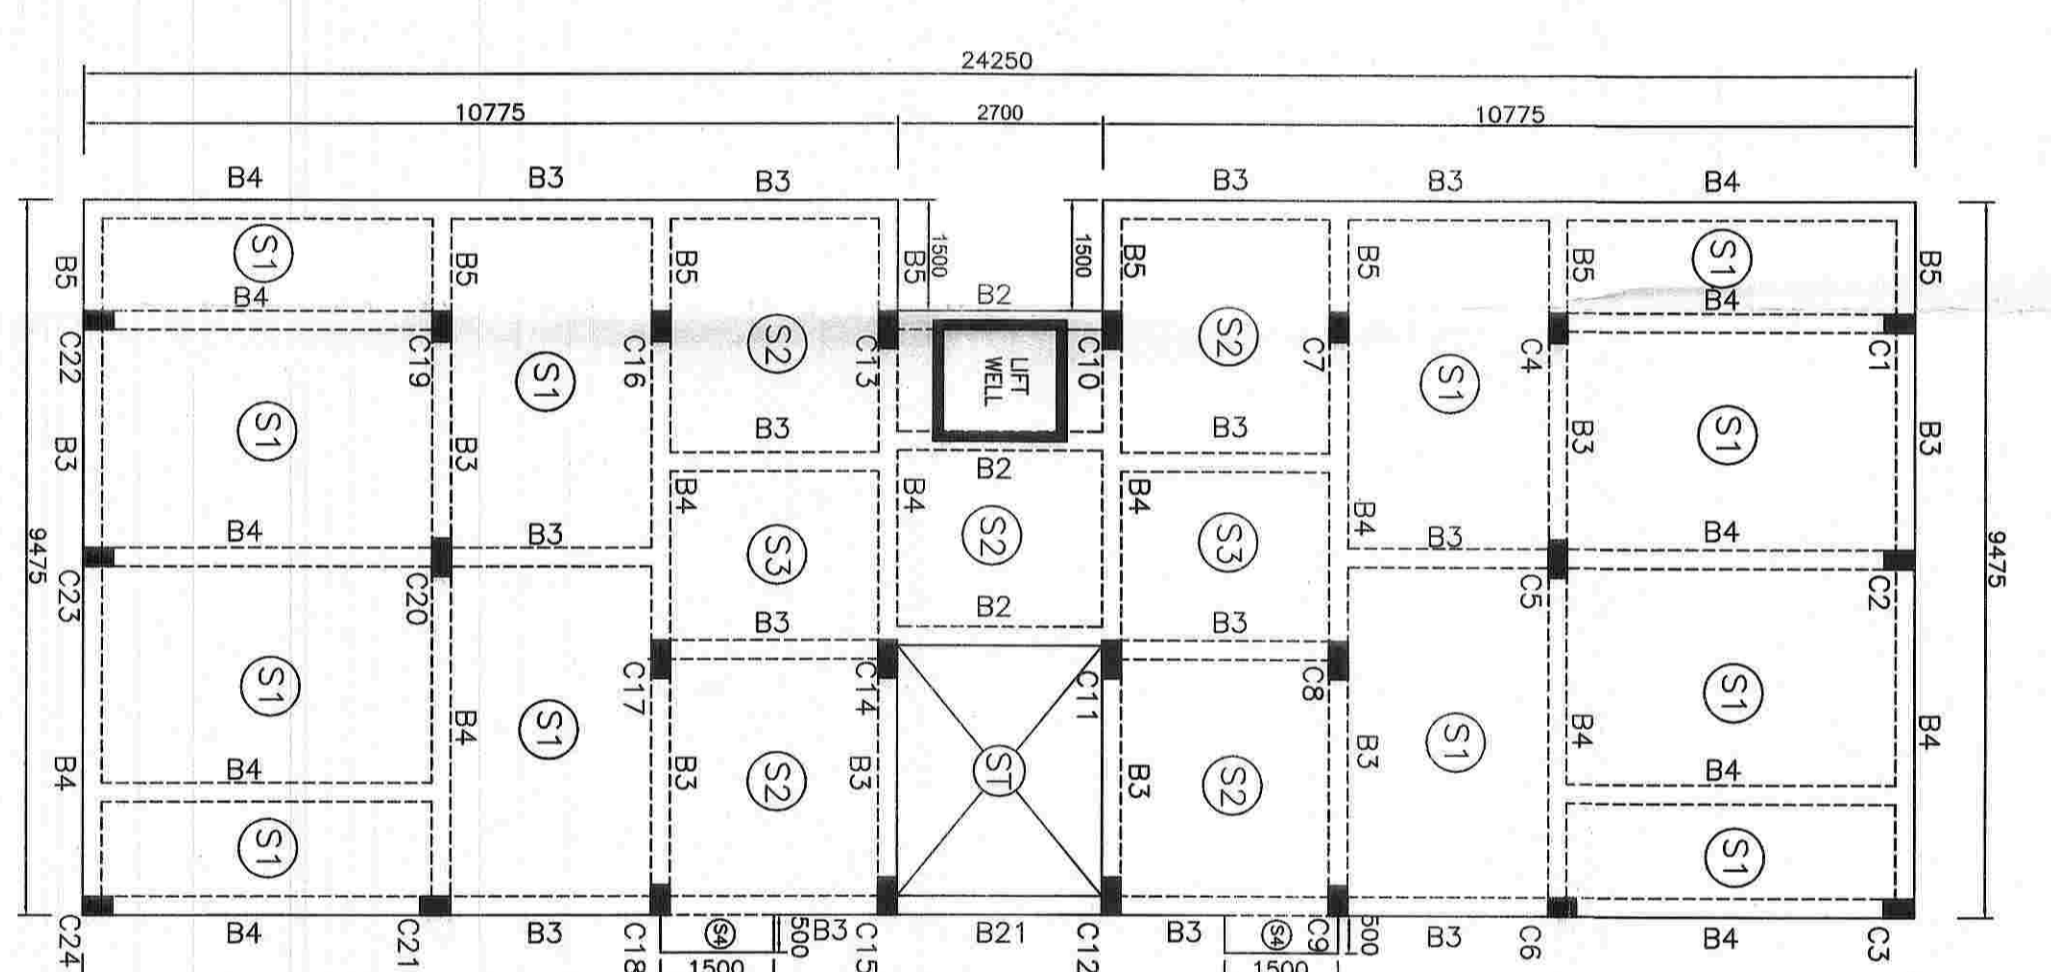 24250
10775 2700 10775
B4 B3 B3 B3 B3 B4
S1 B5 B5 B5 B5 1500 1500 B5 B5 B5 S1 B5
B4 B2 B4
C22 C19 S1 C16 S2 C13 LIFT WELL C10 S2 C7 S1 C4 C1
B3 S1 B3 B3 B3 B3 S1 B3
B2
B4 B4 B4 B4
B4 B3 B3 B4
9475 S3 S2 S3 9475
C23 C20 B3 B2 B3 C5 C2
S1 C17 C14 C11 C8 S1
B4 S1 S1 B4 B4
B4 B4 B3 S2 B3 ST B3 S2 B3 B4
S1 S1
C24 B4 C21 B3 C18 S4 500 B3 C15 B21 C12 B3 S4 C9 500 B3 C6 B4 C3
1500 1500